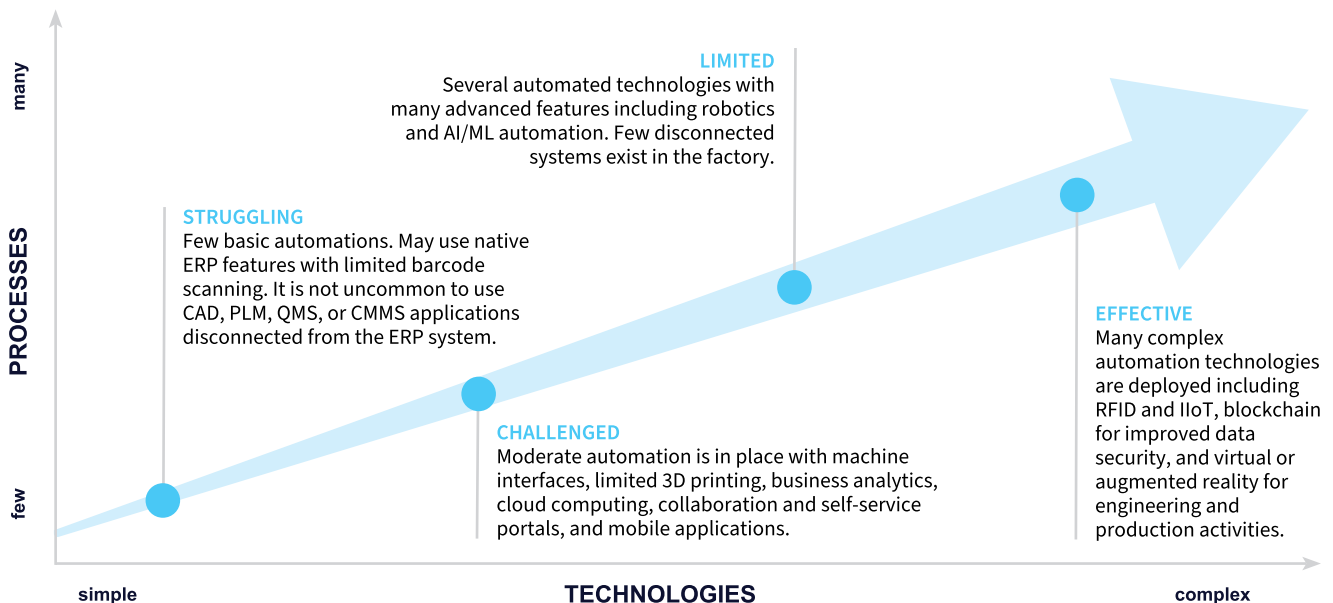 many
PROCESSES
few
LIMITED
Several automated technologies with
many advanced features including robotics
and AI/ML automation. Few disconnected
systems exist in the factory.
STRUGGLING
Few basic automations. May use native
ERP features with limited barcode
scanning. It is not uncommon to use
CAD, PLM, QMS, or CMMS applications
disconnected from the ERP system.
CHALLENGED
Moderate automation is in place with machine
interfaces, limited 3D printing, business analytics,
cloud computing, collaboration and self-service
portals, and mobile applications.
EFFECTIVE
Many complex
automation technologies
are deployed including
RFID and IIoT, blockchain
for improved data
security, and virtual or
augmented reality for
engineering and
production activities.
simple
TECHNOLOGIES
complex